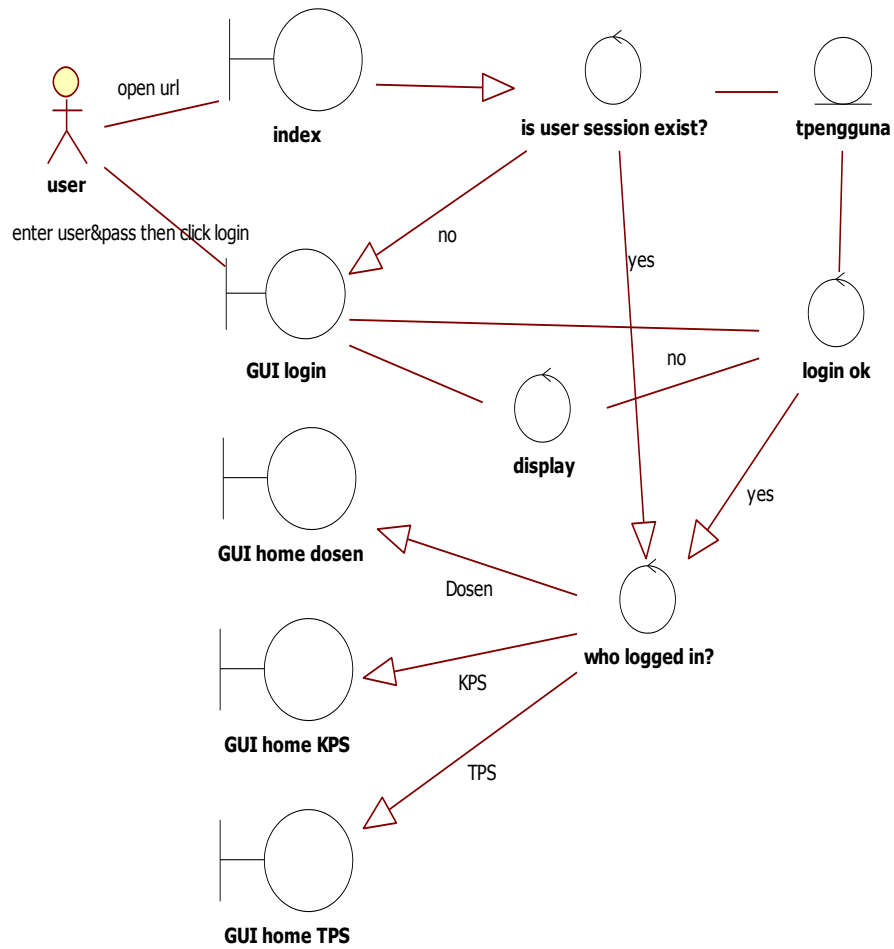 open url
index
is user session exist?
tpengguna
user
enter user&pass then click login
no
yes
GUI login
no
login ok
display
yes
GUI home dosen
Dosen
who logged in?
KPS
GUI home KPS
TPS
GUI home TPS